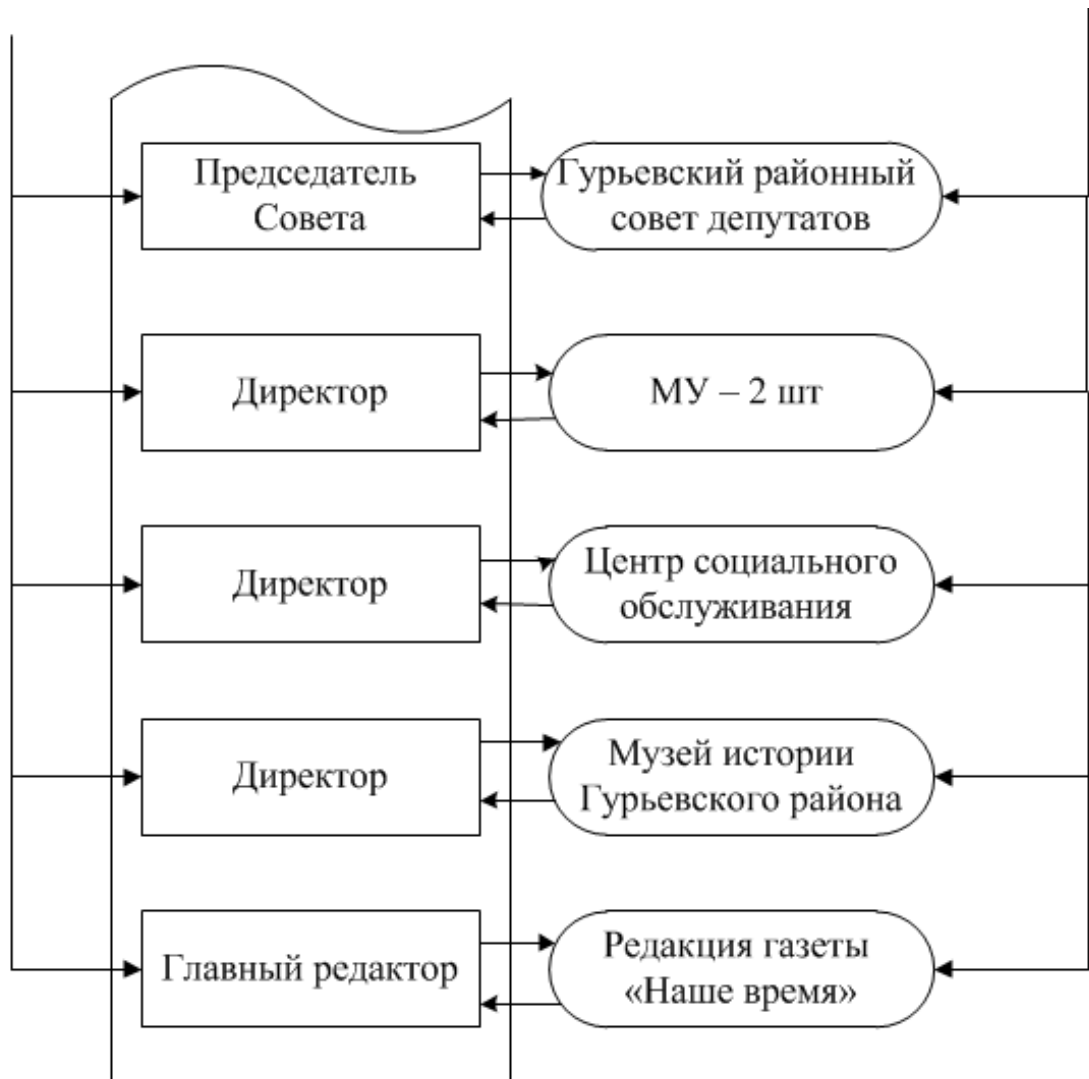 Председатель
Совета
Гурьевский районный
совет депутатов
Директор
МУ – 2 шт
Директор
Центр социального
обслуживания
Директор
Музей истории
Гурьевского района
Главный редактор
Редакция газеты
«Наше время»